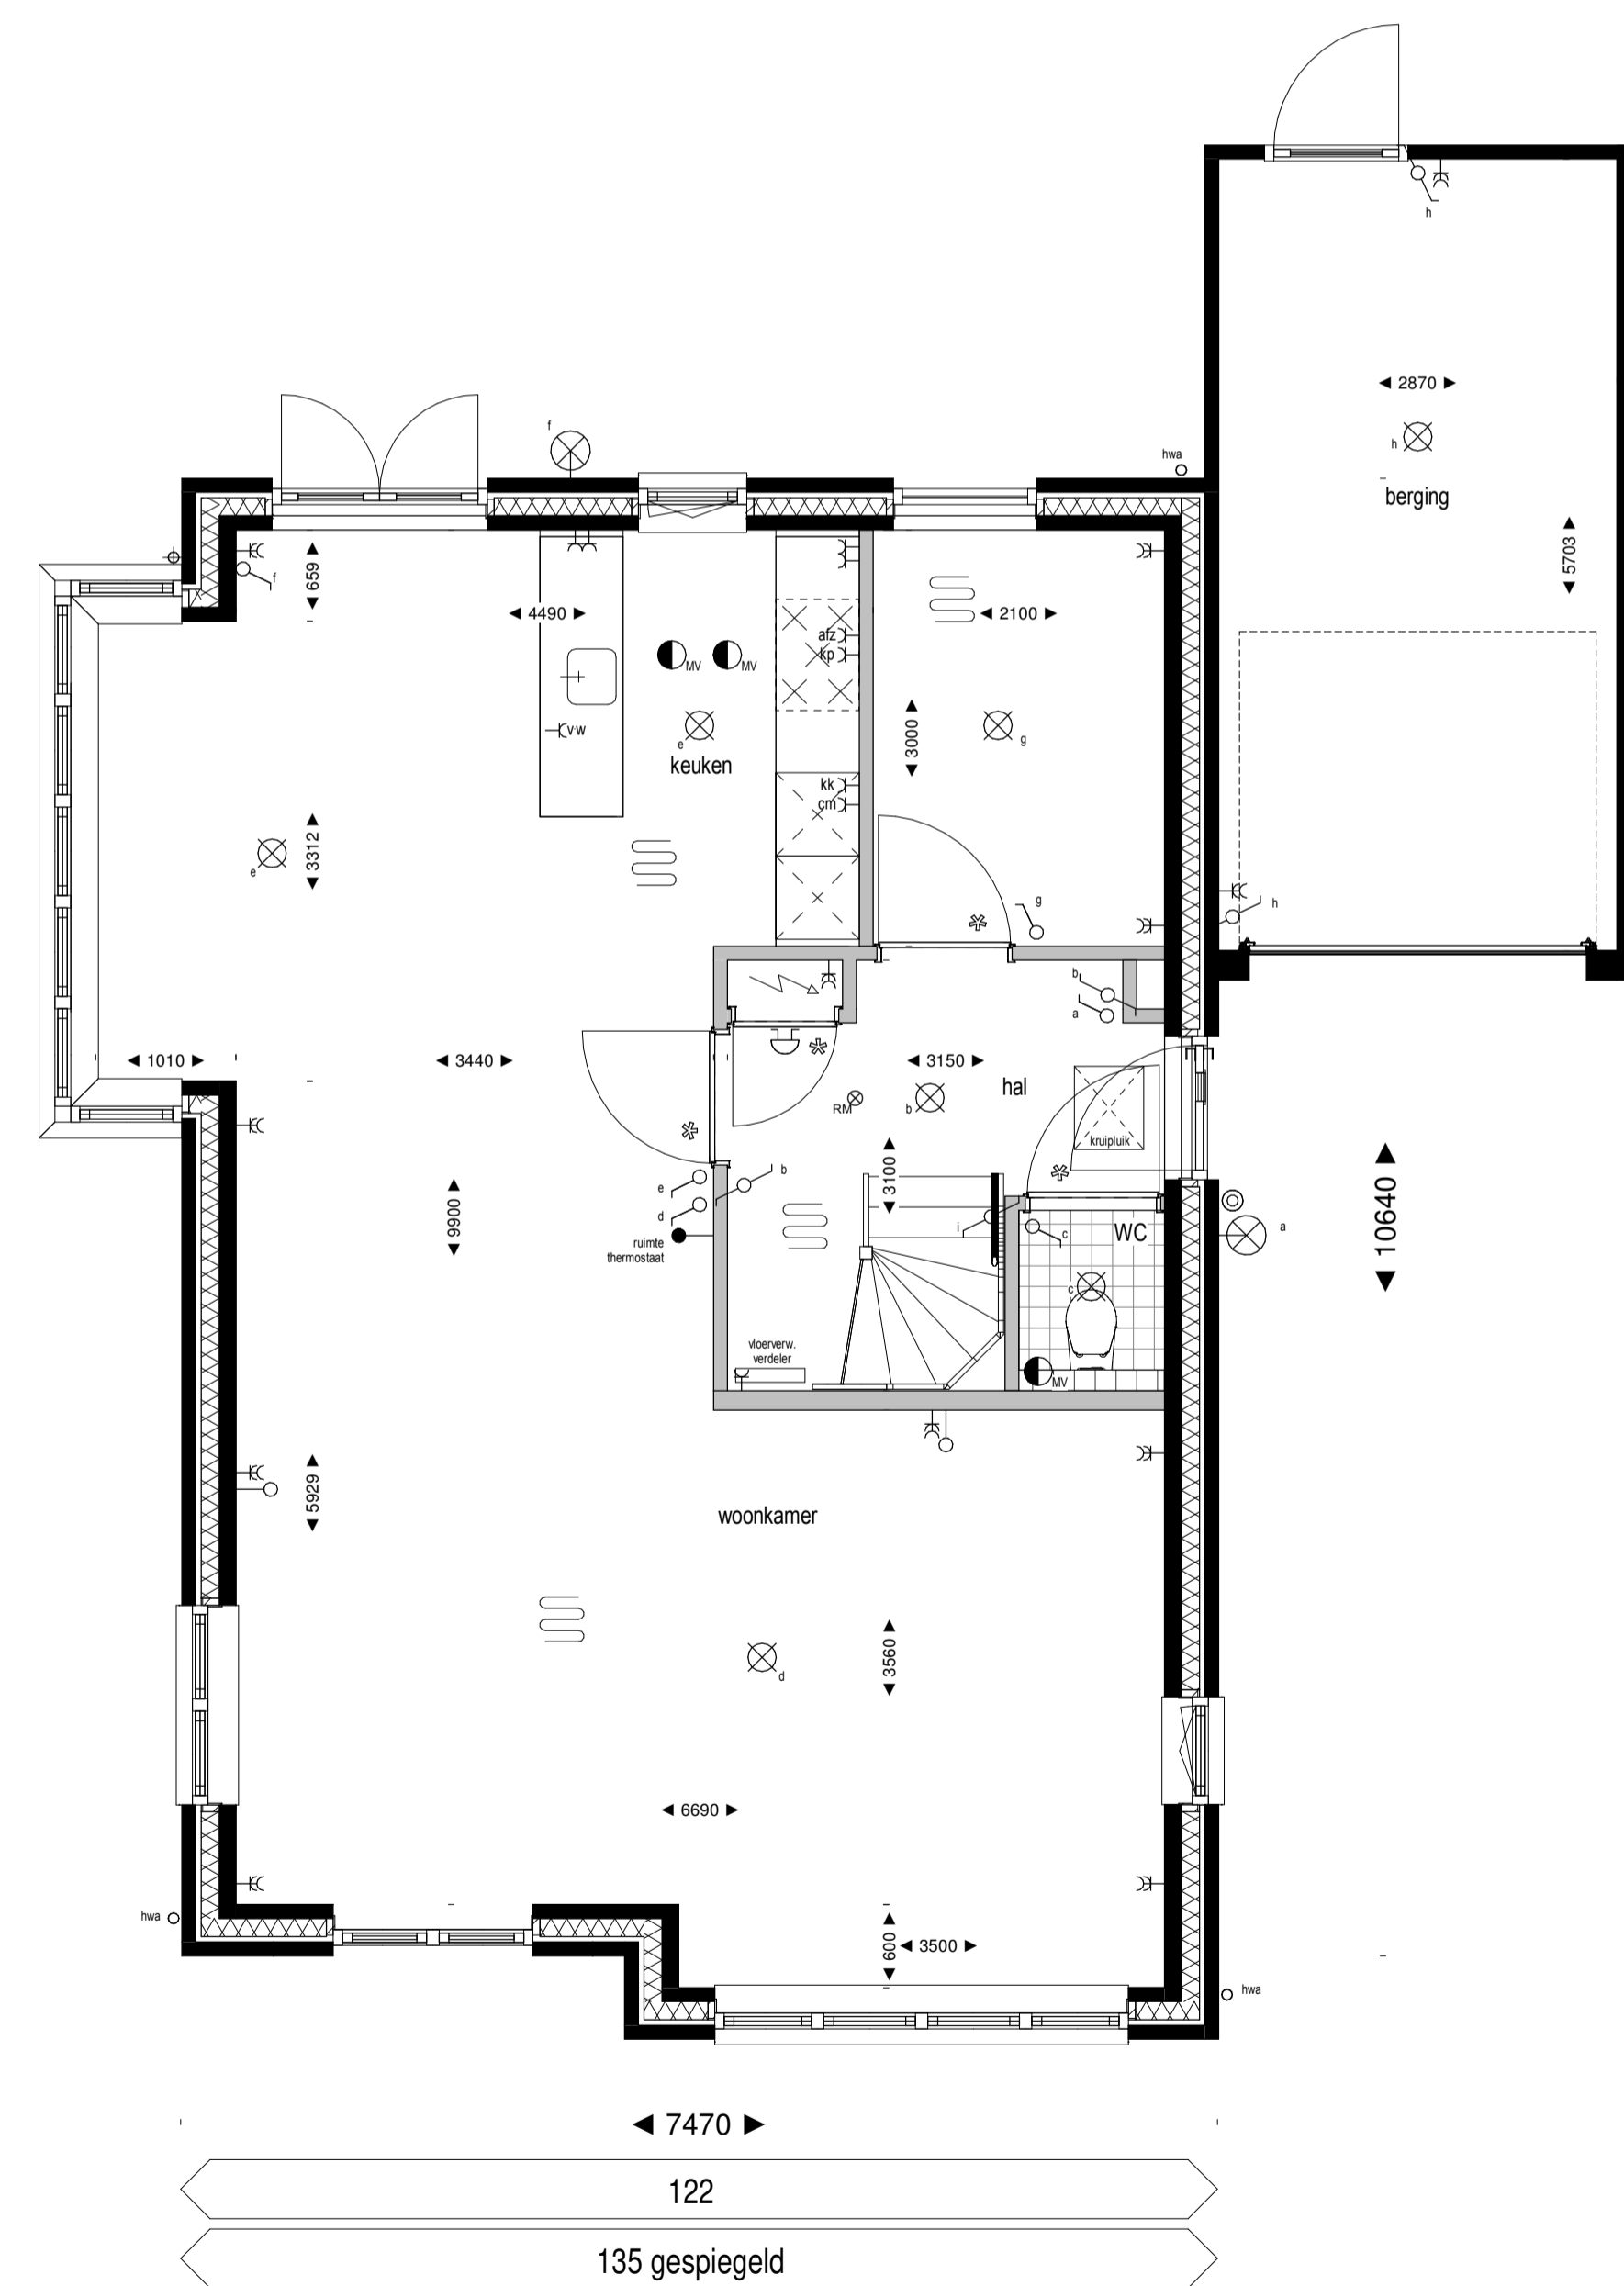 h
◄ 2870 ►
h
berging
5703
f
hwa
f
659
◄ 4490 ►
◄ 2100 ►
afz
kp
MV
MV
vw
e
keuken
3000
g
kk
cm
3312
e
g
h
b
a
◄ 1010 ►
◄ 3440 ►
◄ 3150 ►
hal
RM
b
kruipluik
3100
e
b
d
9900
ruimte
thermostaat
i
c
WC
c
a
10640
vloerverw.
verdeler
MV
5929
woonkamer
3560
d
◄ 6690 ►
hwa
600
◄ 3500 ►
hwa
◄ 7470 ►
122
135 gespiegeld